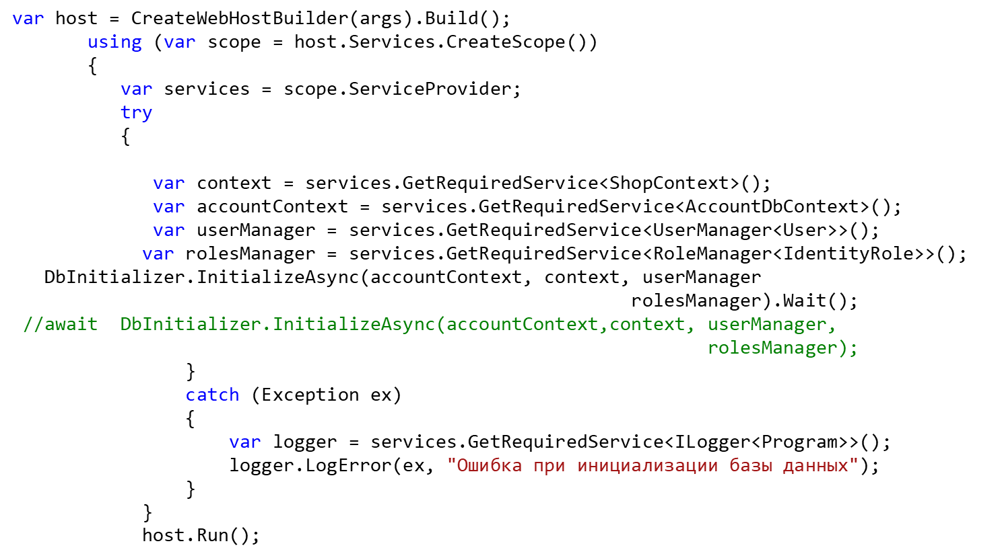 var host = CreateWebHostBuilder(args).Build();
using (var scope = host.Services.CreateScope())
{
var services = scope.ServiceProvider;
try
{
var context = services.GetRequiredService<ShopContext>();
var accountContext = services.GetRequiredService<AccountDbContext>();
var userManager = services.GetRequiredService<UserManager<User>>();
var rolesManager = services.GetRequiredService<RoleManager<IdentityRole>>();
DbInitializer.InitializeAsync(accountContext, context, userManager
rolesManager).Wait();
//await  DbInitializer.InitializeAsync(accountContext,context, userManager,
rolesManager);
}
catch (Exception ex)
{
var logger = services.GetRequiredService<ILogger<Program>>();
logger.LogError(ex, "Ошибка при инициализации базы данных");
}
}
host.Run();